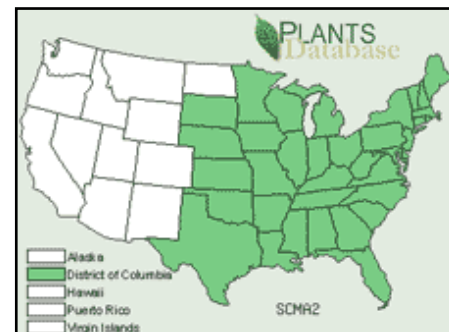 PLANTS
Database
Alaska
District of Columbia
Hawaii
Puerto Rico
Virgin Islands
SCMA2